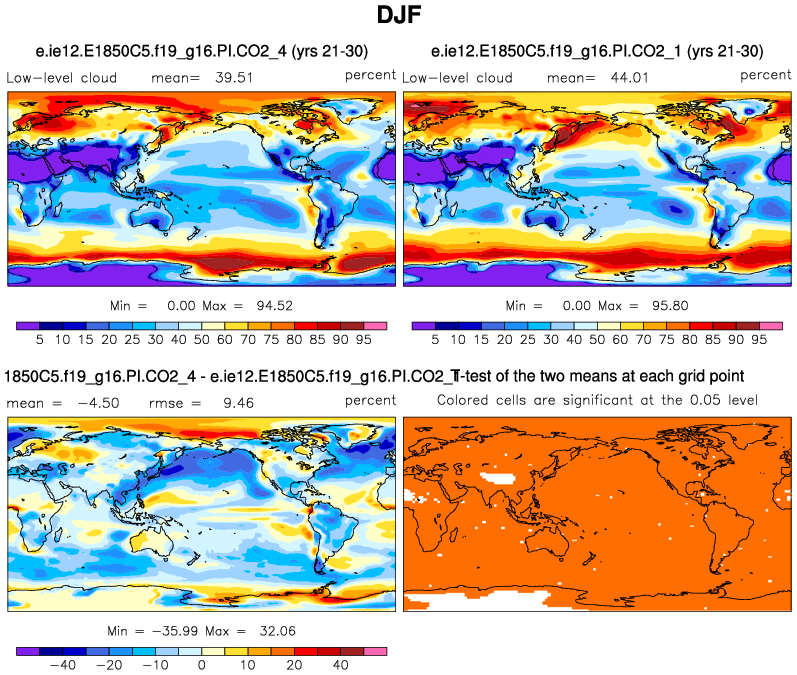 DJF
e.ie12.E1850C5.f19_g16.PI.CO2_4 (yrs 21-30)
Low-level cloud mean= 39.51 percent
Min = 0.00 Max = 94.52
5 10 15 20 25 30 40 50 60 70 80 85 90 95
e.ie12.E1850C5.f19_g16.PI.CO2_1 (yrs 21-30)
Low-level cloud mean= 44.01 percent
Min = 0.00 Max = 95.80
5 10 15 20 25 30 40 50 60 70 80 85 90 95
1850C5.f19_g16.PI.CO2_4 - e.ie12.E1850C5.f19_g16.PI.CO2_1
mean = -4.50 rmse = 9.46 percent
Min = -35.99 Max = 32.06
-40 -20 -10 0 10 20 40
T-test of the two means at each grid point
Colored cells are significant at the 0.05 level